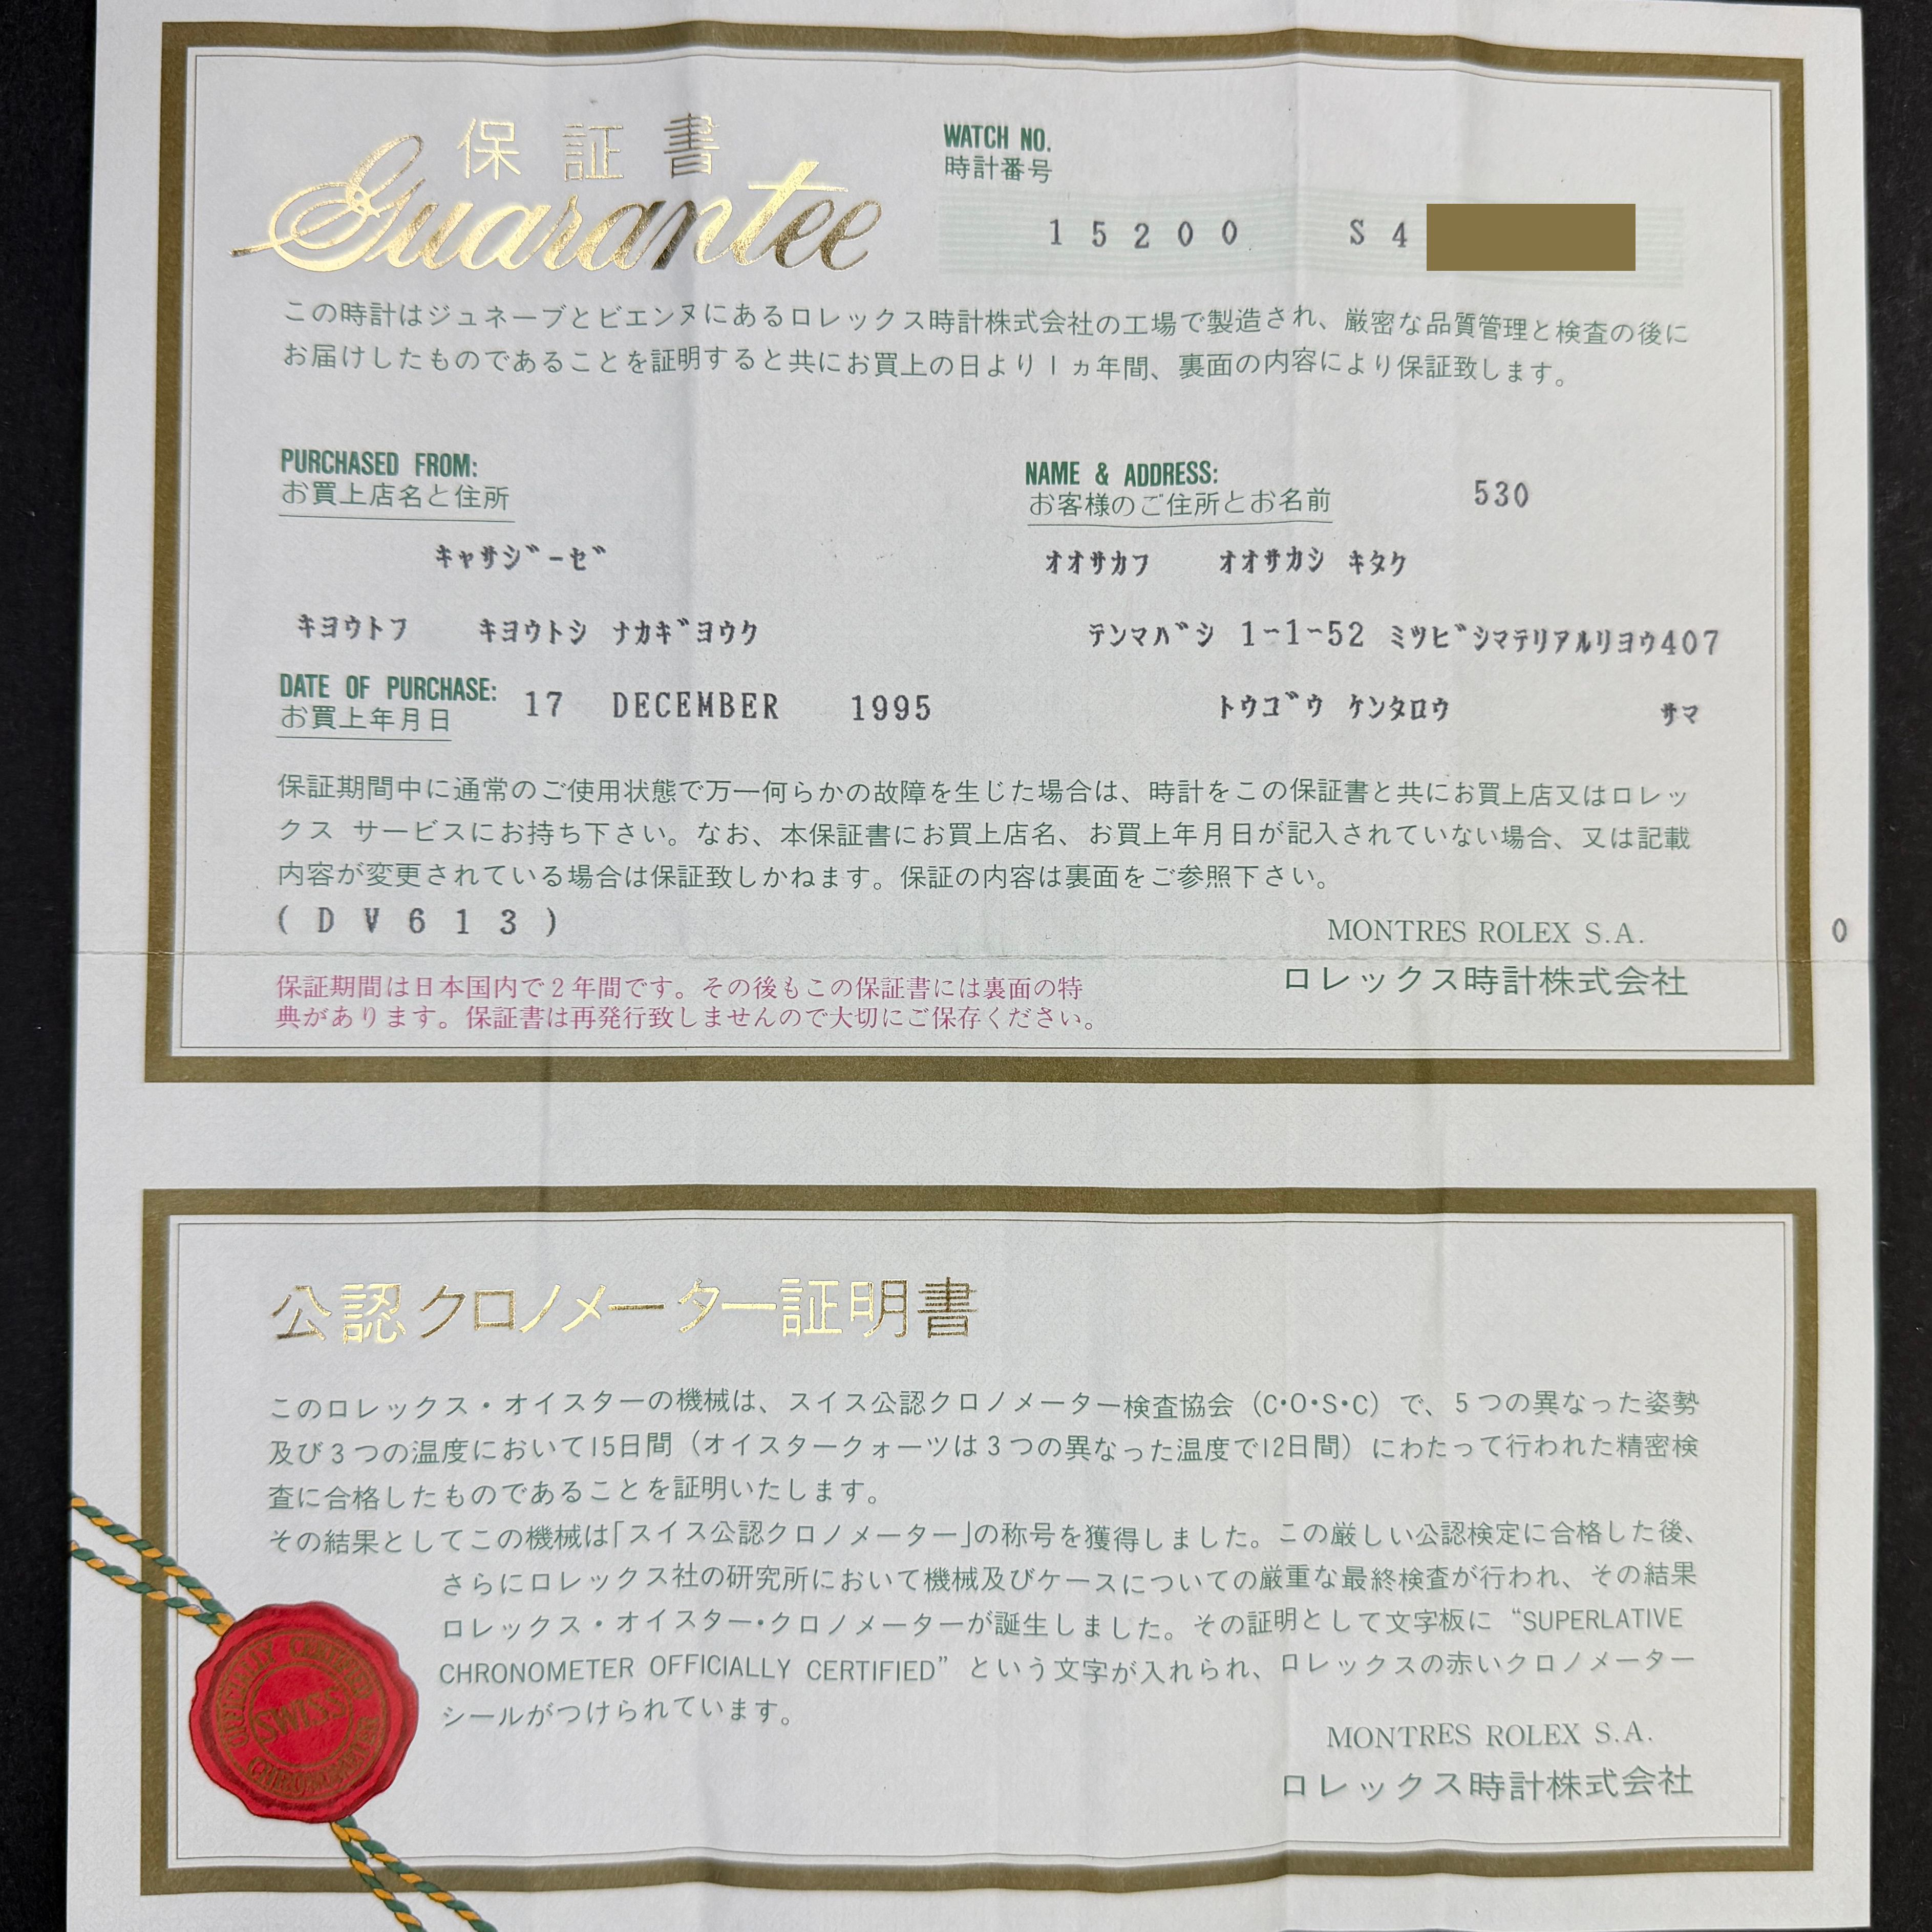 保証書
Guarantee
WATCH NO.
時計番号
15200 S4
この時計はジュネーブとビエンヌにあるロレックス時計株式会社の工場で製造され、厳密な品質管理と検査の後に
お届けしたものであることを証明すると共にお買上の日より1ヵ年間、裏面の内容により保証致します。
PURCHASED FROM:
お買上店名と住所
キャサジーゼ
キヨウトフ キヨウトシ ナカギヨウク
DATE OF PURCHASE:
お買上年月日
17 DECEMBER 1995
NAME & ADDRESS:
お客様のご住所とお名前
530
オオサカフ オオサカシ キタク
テンマバシ 1-1-52 ミツビシマテリアルリヨウ407
トウゴウ ケンタロウ サマ
保証期間中に通常のご使用状態で万一何らかの故障を生じた場合は、時計をこの保証書と共にお買上店又はロレッ
クス サービスにお持ち下さい。なお、本保証書にお買上店名、お買上年月日が記入されていない場合、又は記載
内容が変更されている場合は保証致しかねます。保証の内容は裏面をご参照下さい。
(DV613)
MONTRES ROLEX S.A.
ロレックス時計株式会社
0
保証期間は日本国内で2年間です。その後もこの保証書には裏面の特
典があります。保証書は再発行致しませんので大切にご保存ください。
公認クロノメーター証明書
このロレックス・オイスターの機械は、スイス公認クロノメーター検査協会（C・O・S・C）で、5つの異なった姿勢
及び3つの温度において15日間（オイスタークォーツは3つの異なった温度で12日間）にわたって行われた精密検
査に合格したものであることを証明いたします。
その結果としてこの機械は「スイス公認クロノメーター」の称号を獲得しました。この厳しい公認検定に合格した後、
さらにロレックス社の研究所において機械及びケースについての厳重な最終検査が行われ、その結果
ロレックス・オイスター・クロノメーターが誕生しました。その証明として文字板に“SUPERLATIVE
CHRONOMETER OFFICIALLY CERTIFIED”という文字が入れられ、ロレックスの赤いクロノメーター
シールがつけられています。
MONTRES ROLEX S.A.
ロレックス時計株式会社
OFFICIALLY CERTIFIED
SWISS
CHRONOMETER